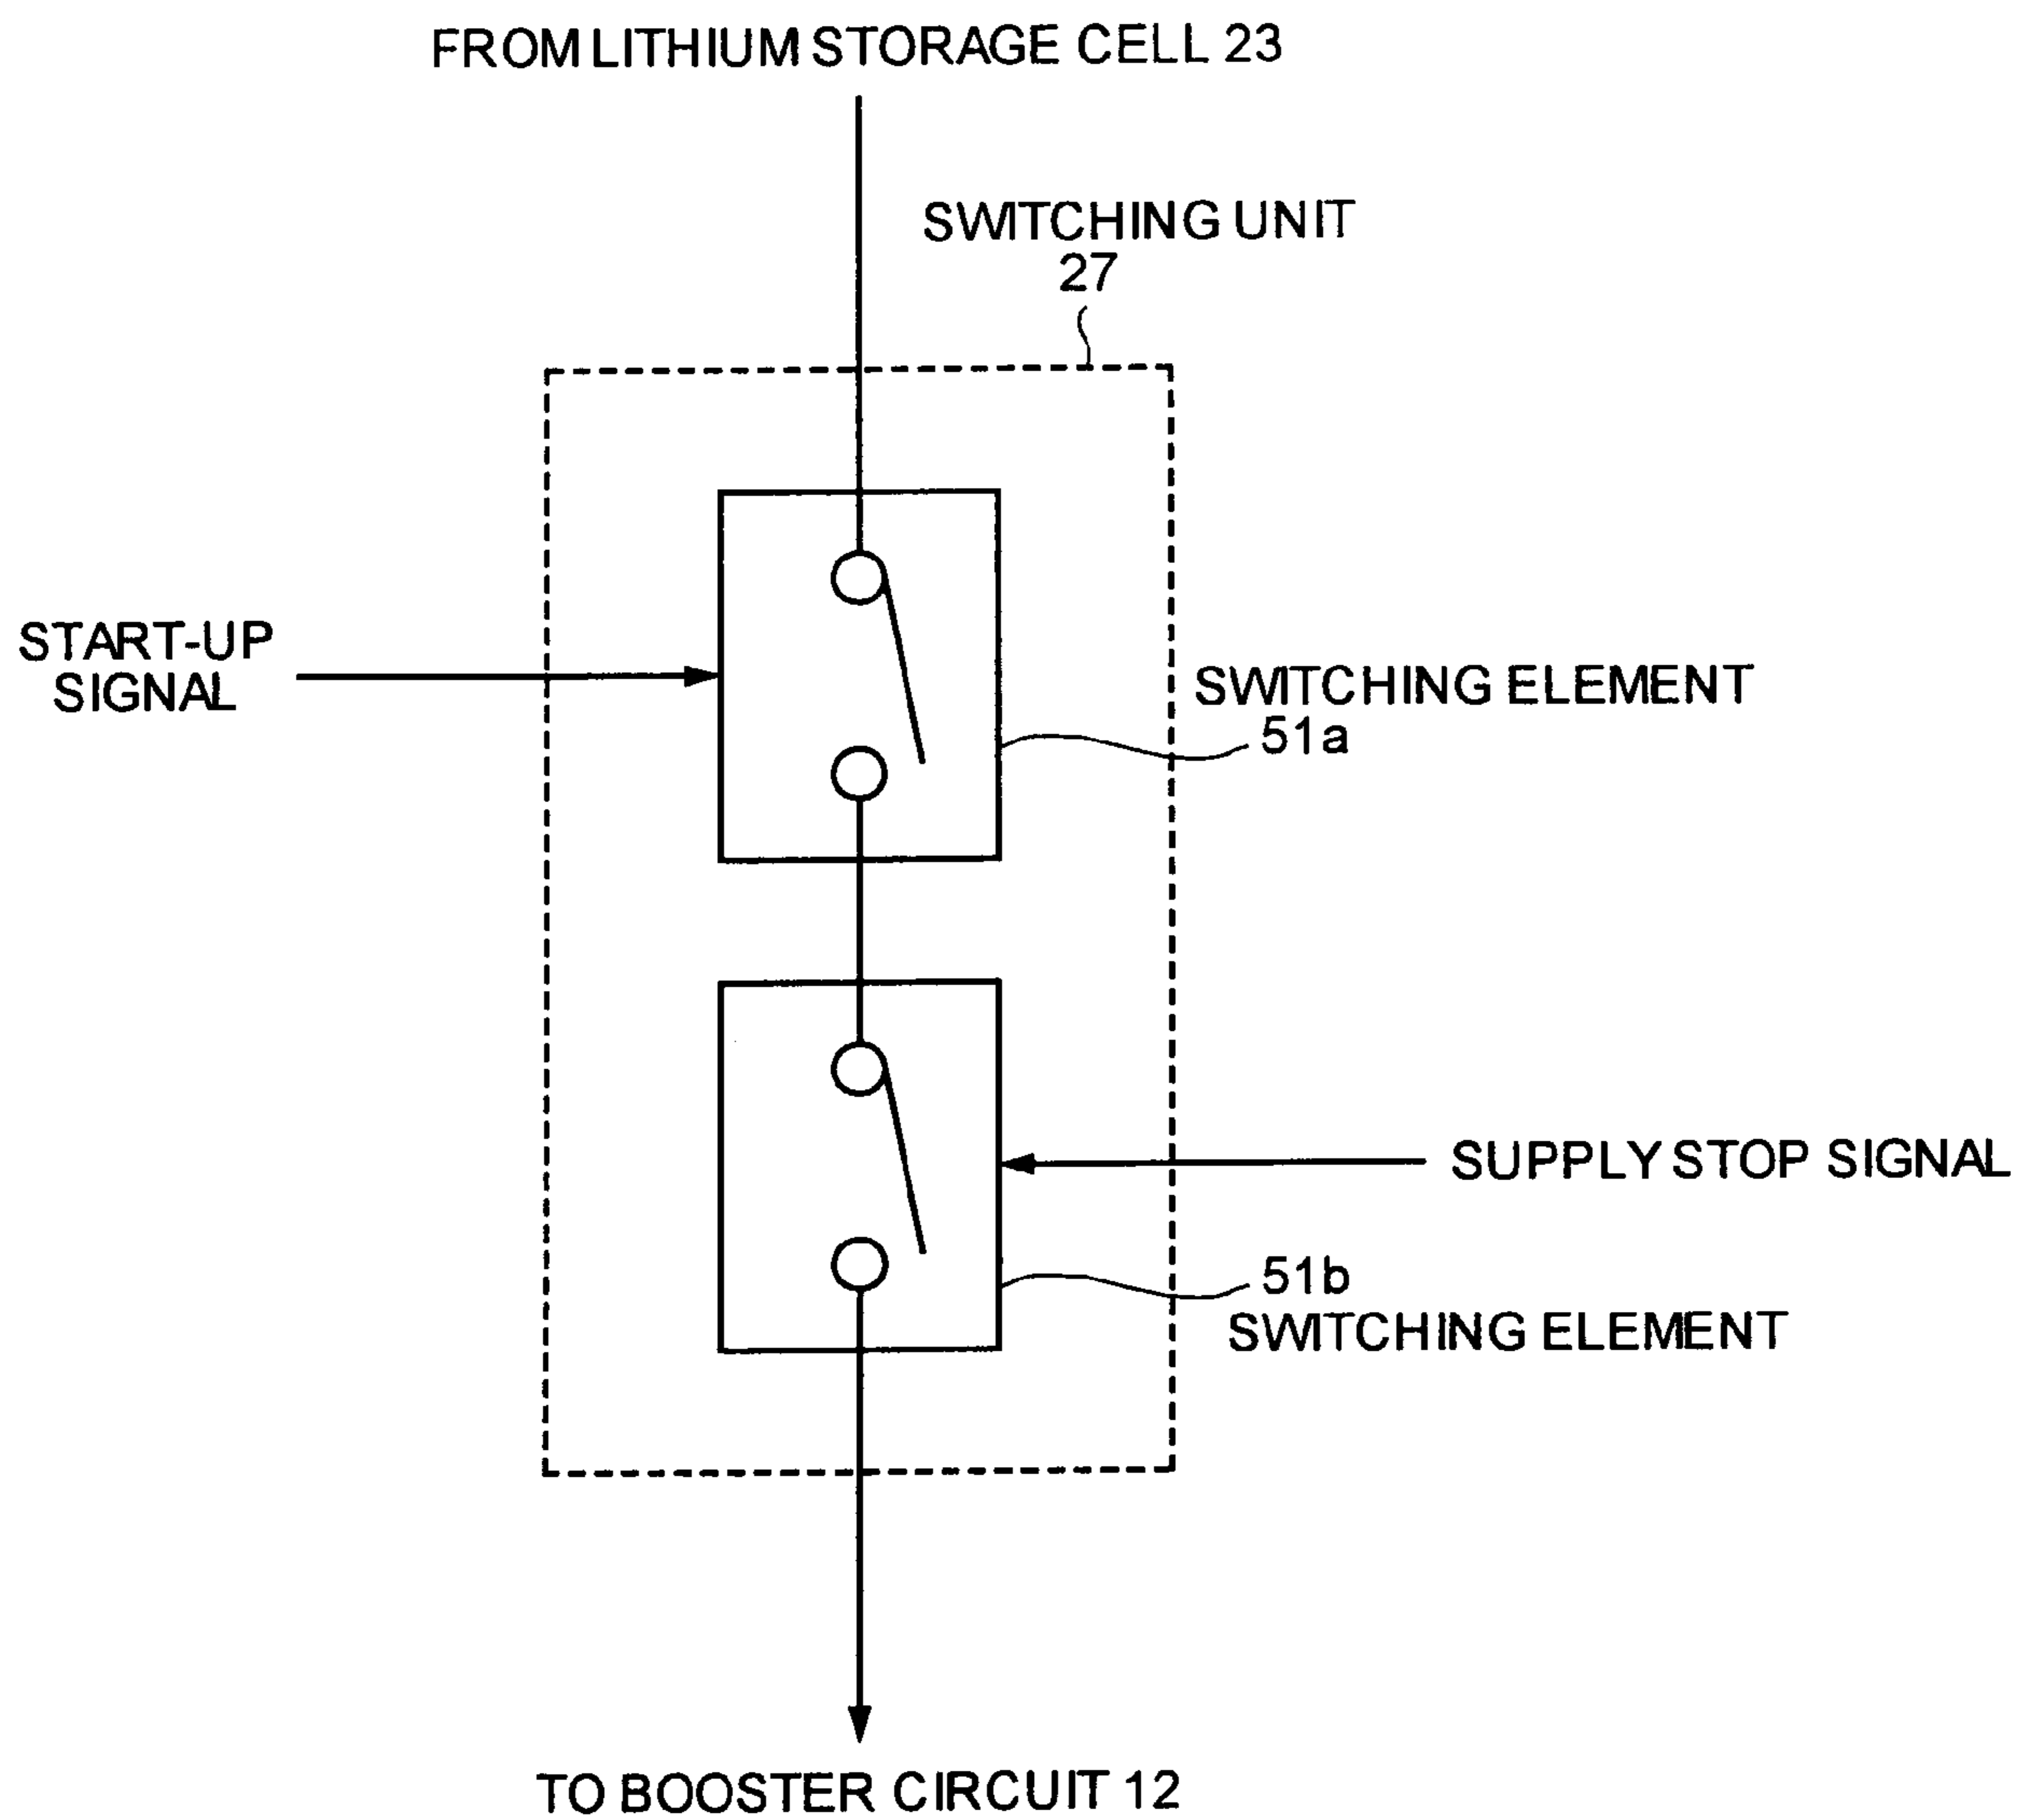 FROM LITHIUM STORAGE CELL 23
SWITCHING UNIT
27
START-UP
SIGNAL
SWITCHING ELEMENT
51a
SUPPLY STOP SIGNAL
51b
SWITCHING ELEMENT
TO BOOSTER CIRCUIT 12